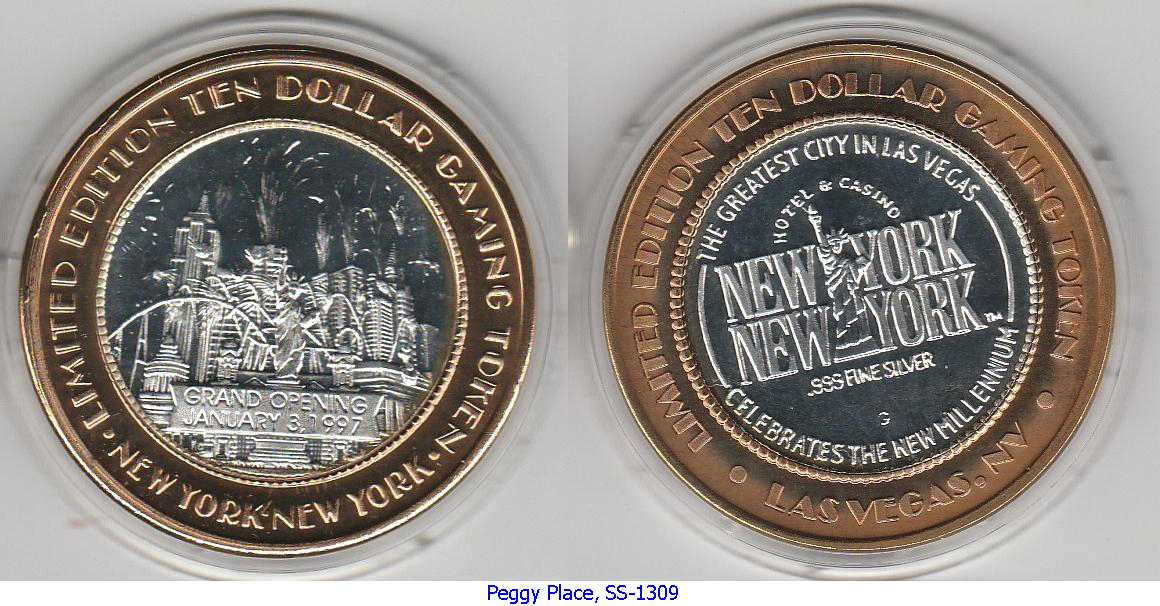 LIMITED EDITION TEN DOLLAR GAMING TOKEN
• NEW YORK NEW YORK •
GRAND OPENING
JANUARY 3, 1997
LIMITED EDITION TEN DOLLAR GAMING TOKEN
• LAS VEGAS, NV •
THE GREATEST CITY IN LAS VEGAS
HOTEL & CASINO
NEW YORK
NEW YORK™
.999 FINE SILVER
G
CELEBRATES THE NEW MILLENNIUM
Peggy Place, SS-1309